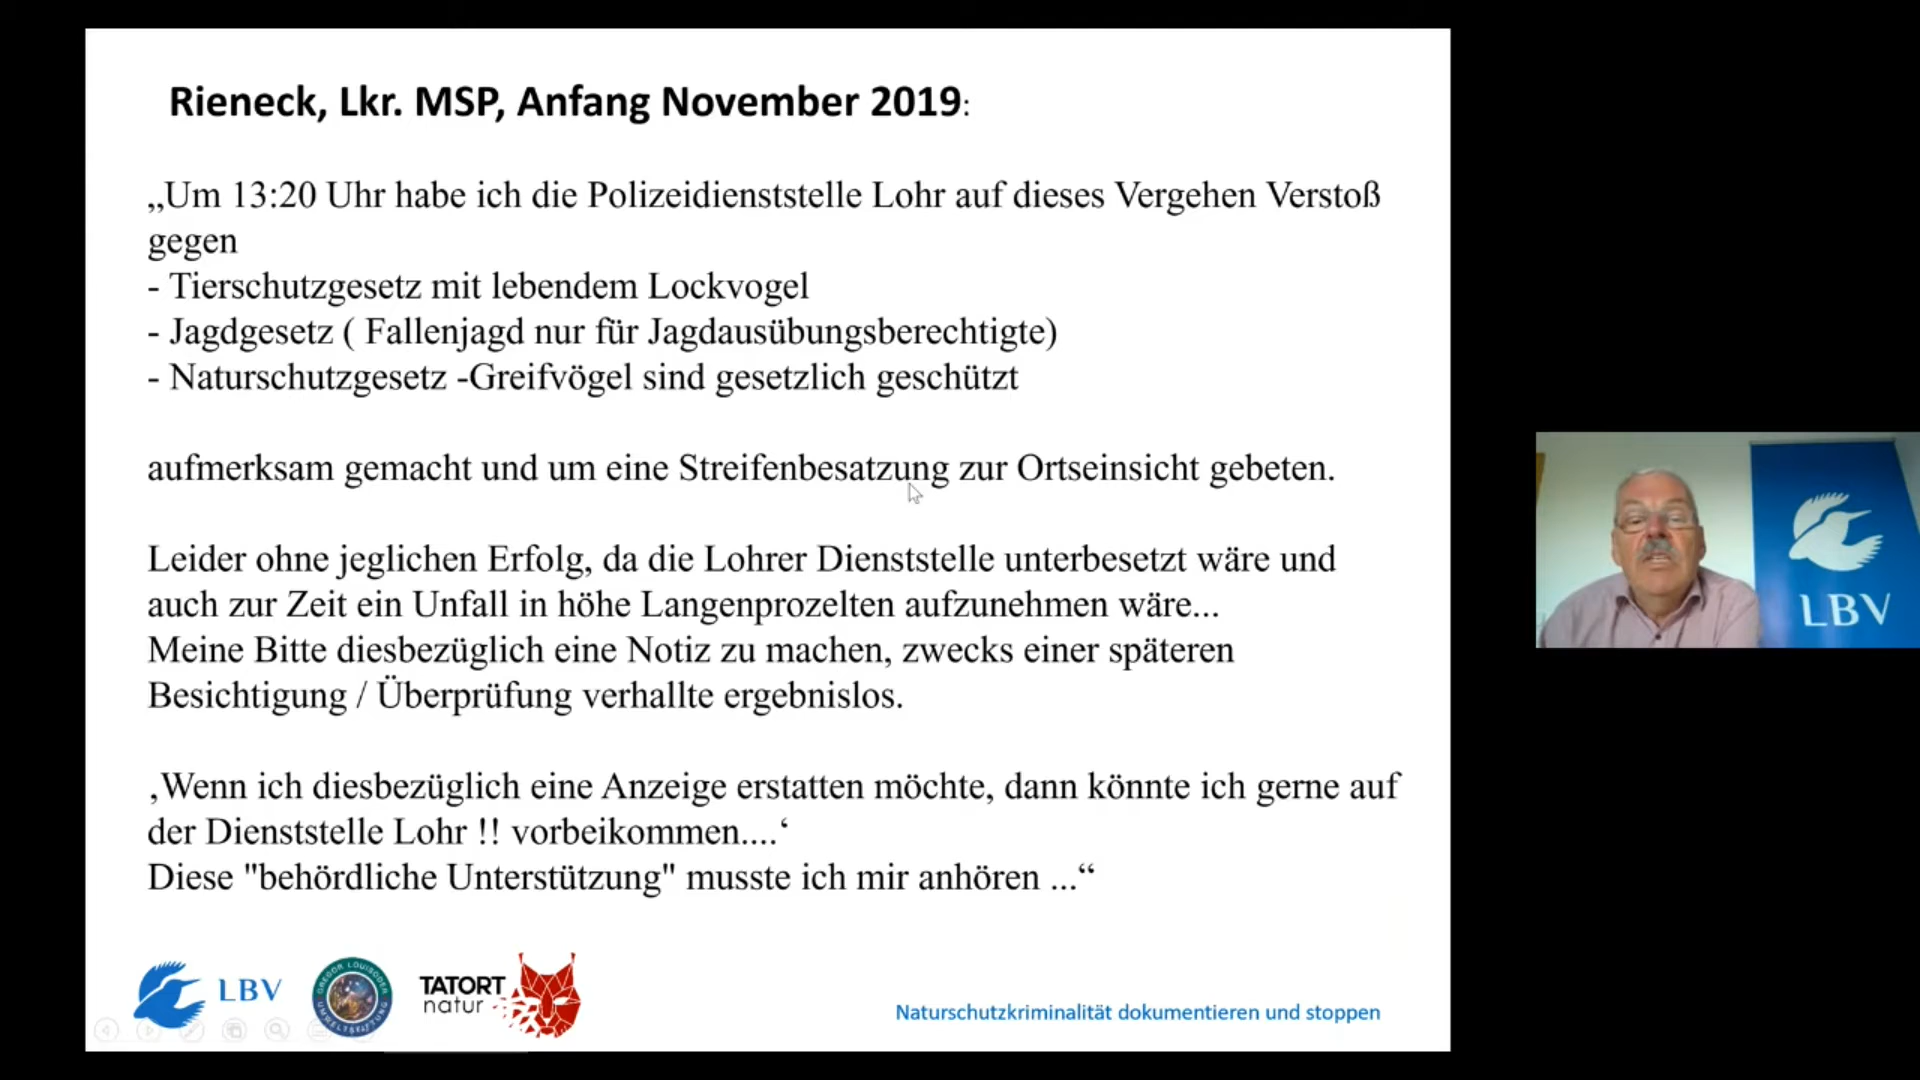 Rieneck, Lkr. MSP, Anfang November 2019:
„Um 13:20 Uhr habe ich die Polizeidienststelle Lohr auf dieses Vergehen Verstoß
gegen
- Tierschutzgesetz mit lebendem Lockvogel
- Jagdgesetz ( Fallenjagd nur für Jagdausübungsberechtigte)
- Naturschutzgesetz -Greifvögel sind gesetzlich geschützt
aufmerksam gemacht und um eine Streifenbesatzung zur Ortseinsicht gebeten.
Leider ohne jeglichen Erfolg, da die Lohrer Dienststelle unterbesetzt wäre und
auch zur Zeit ein Unfall in höhe Langenprozelten aufzunehmen wäre...
Meine Bitte diesbezüglich eine Notiz zu machen, zwecks einer späteren
Besichtigung / Überprüfung verhallte ergebnislos.
‚Wenn ich diesbezüglich eine Anzeige erstatten möchte, dann könnte ich gerne auf
der Dienststelle Lohr !! vorbeikommen....‘
Diese "behördliche Unterstützung" musste ich mir anhören ...“
LBV
GREGOR LOUISODER
UMWELTSTIFTUNG
TATORT
natur
Naturschutzkriminalität dokumentieren und stoppen
LBV